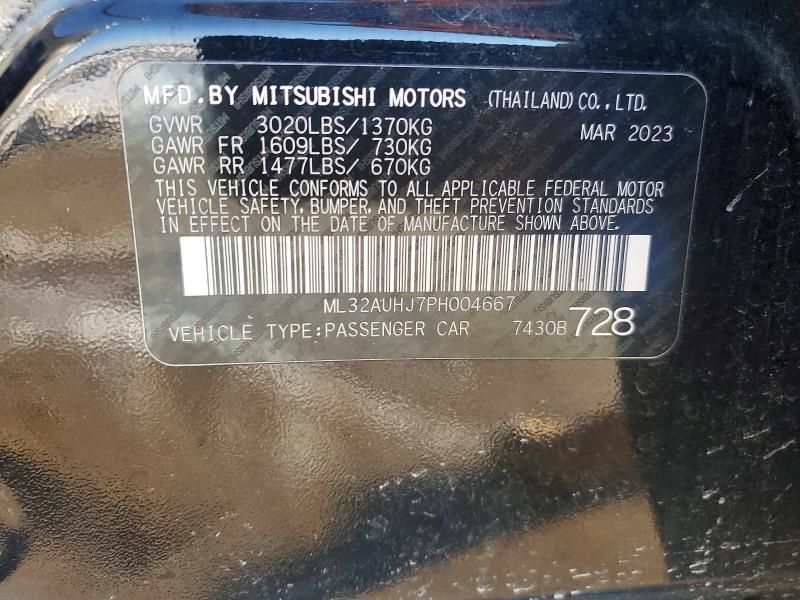 MFD.BY MITSUBISHI MOTORS (THAILAND) CO., LTD.
GVWR 3020LBS/1370KG MAR 2023
GAWR FR 1609LBS/ 730KG
GAWR RR 1477LBS/ 670KG
THIS VEHICLE CONFORMS TO ALL APPLICABLE FEDERAL MOTOR
VEHICLE SAFETY, BUMPER, AND THEFT PREVENTION STANDARDS
IN EFFECT ON THE DATE OF MANUFACTURE SHOWN ABOVE.
ML32AUHJ7PH004667
VEHICLE TYPE:PASSENGER CAR 7430B 728